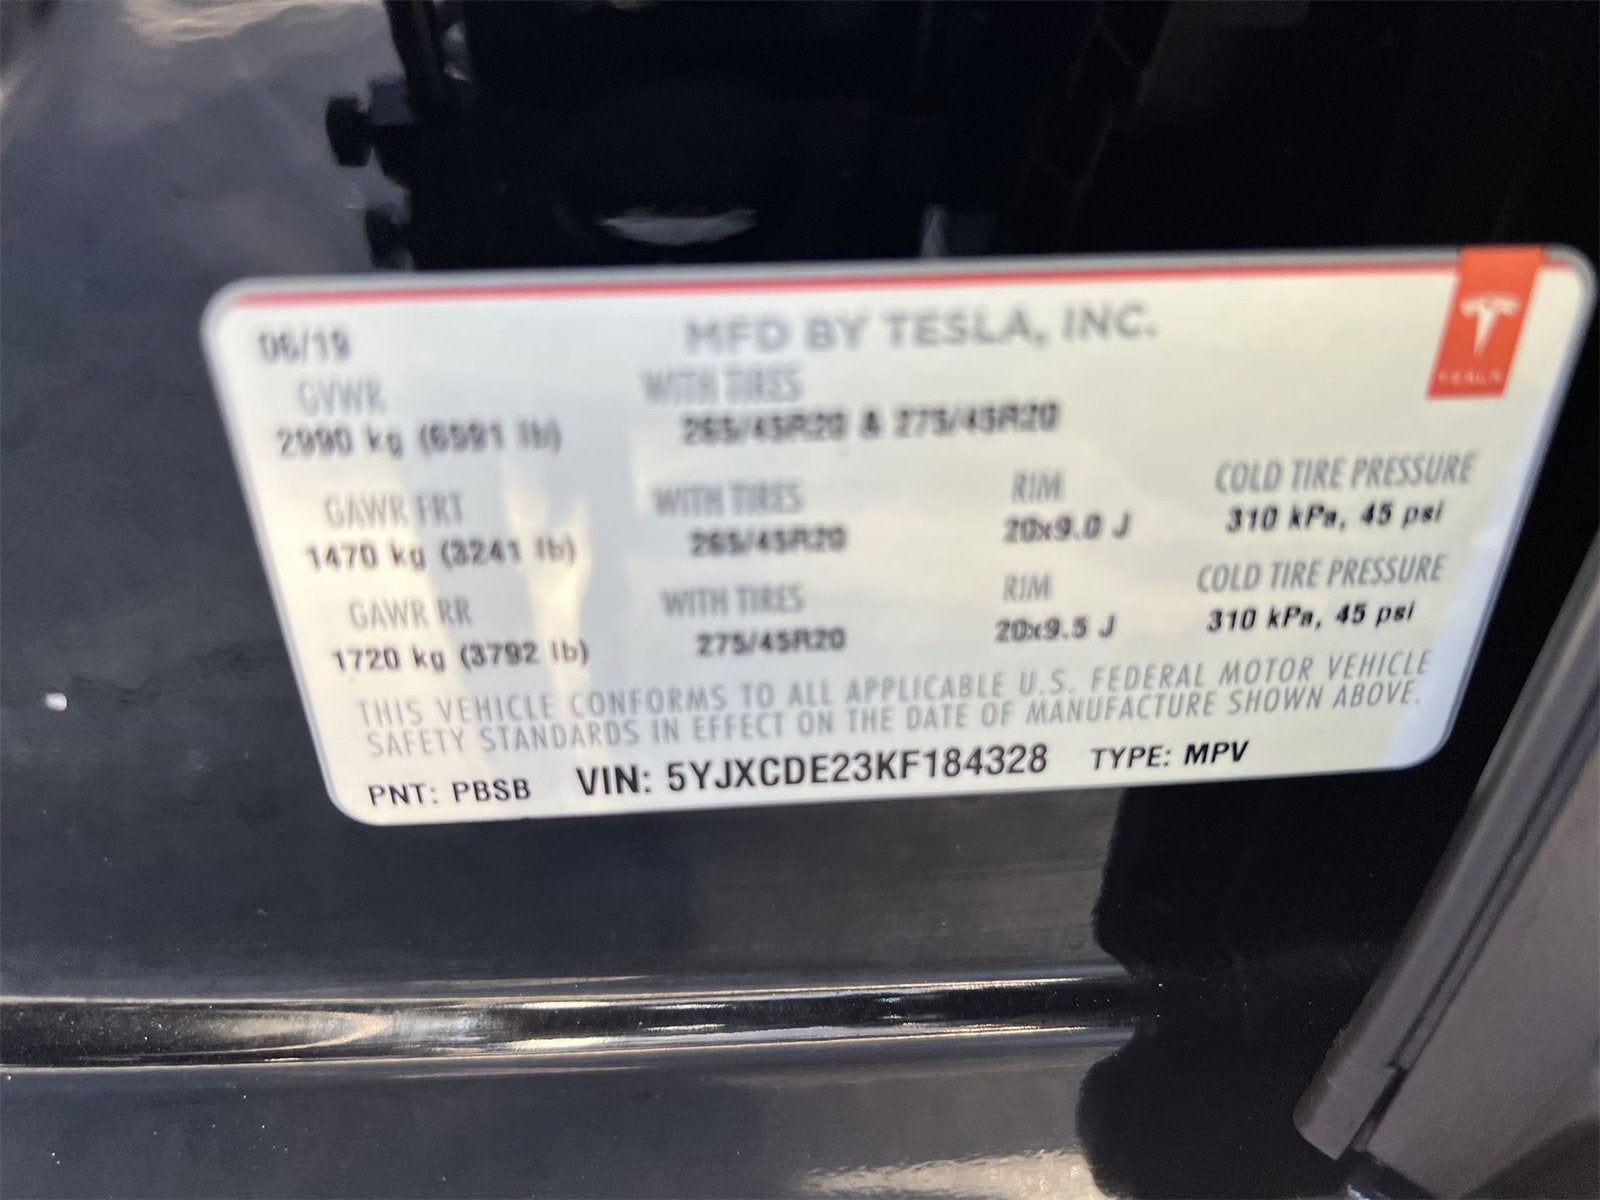 06/19 MFD BY TESLA, INC.
TESLA
GVWR WITH TIRES
2990 kg (6591 lb) 265/45R20 & 275/45R20
GAWR FRT WITH TIRES RIM COLD TIRE PRESSURE
1470 kg (3241 lb) 265/45R20 20x9.0 J 310 kPa, 45 psi
GAWR RR WITH TIRES RIM COLD TIRE PRESSURE
1720 kg (3792 lb) 275/45R20 20x9.5 J 310 kPa, 45 psi
THIS VEHICLE CONFORMS TO ALL APPLICABLE U.S. FEDERAL MOTOR VEHICLE
SAFETY STANDARDS IN EFFECT ON THE DATE OF MANUFACTURE SHOWN ABOVE.
PNT: PBSB VIN: 5YJXCDE23KF184328 TYPE: MPV